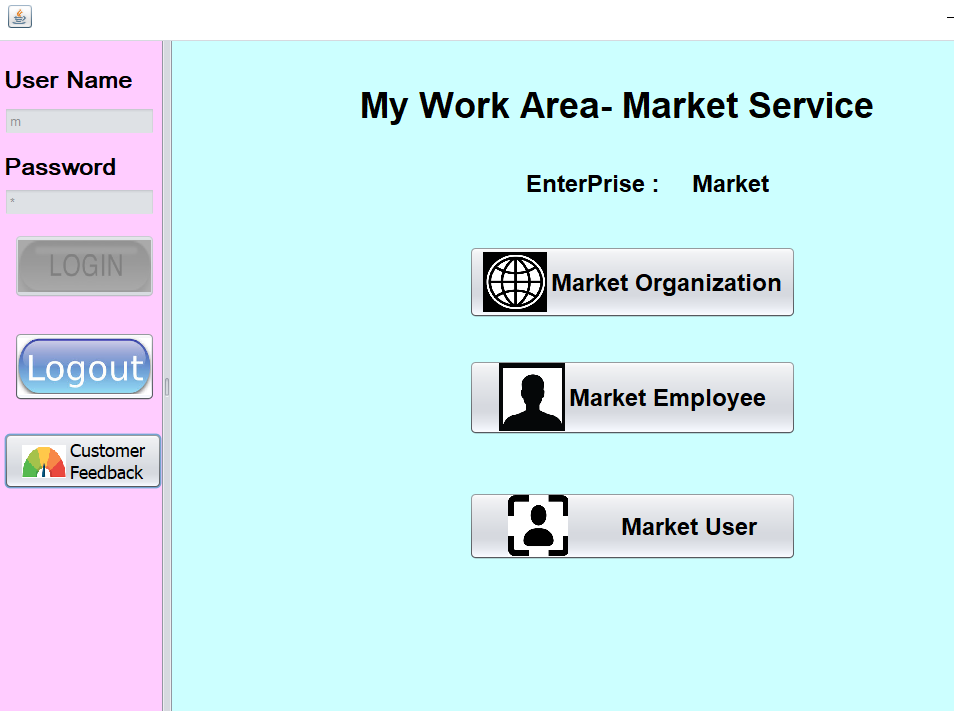 User Name
m
Password
*
LOGIN
Logout
Customer
Feedback
My Work Area- Market Service
EnterPrise : Market
Market Organization
Market Employee
Market User